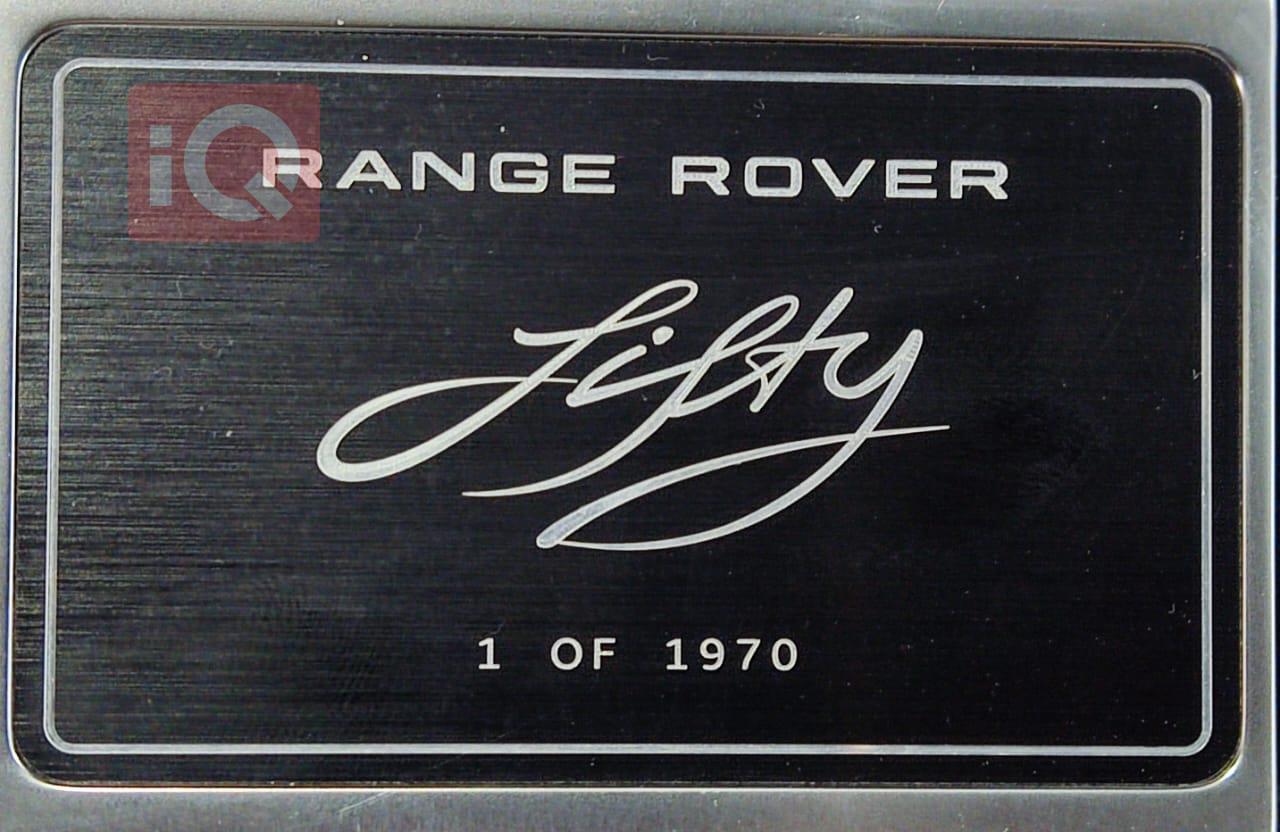 iQ
RANGE ROVER
Fifty
1 OF 1970